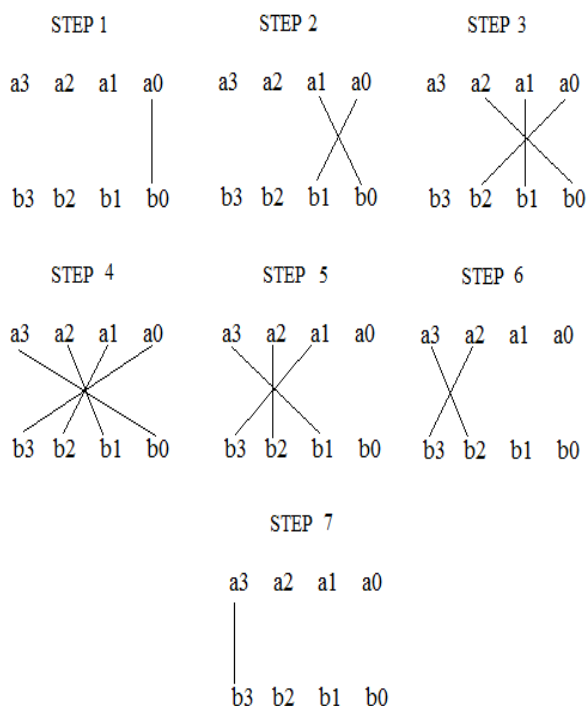 STEP 1 STEP 2 STEP 3
a3 a2 a1 a0 a3 a2 a1 a0 a3 a2 a1 a0
b3 b2 b1 b0 b3 b2 b1 b0 b3 b2 b1 b0
STEP 4 STEP 5 STEP 6
a3 a2 a1 a0 a3 a2 a1 a0 a3 a2 a1 a0
b3 b2 b1 b0 b3 b2 b1 b0 b3 b2 b1 b0
STEP 7
a3 a2 a1 a0
b3 b2 b1 b0